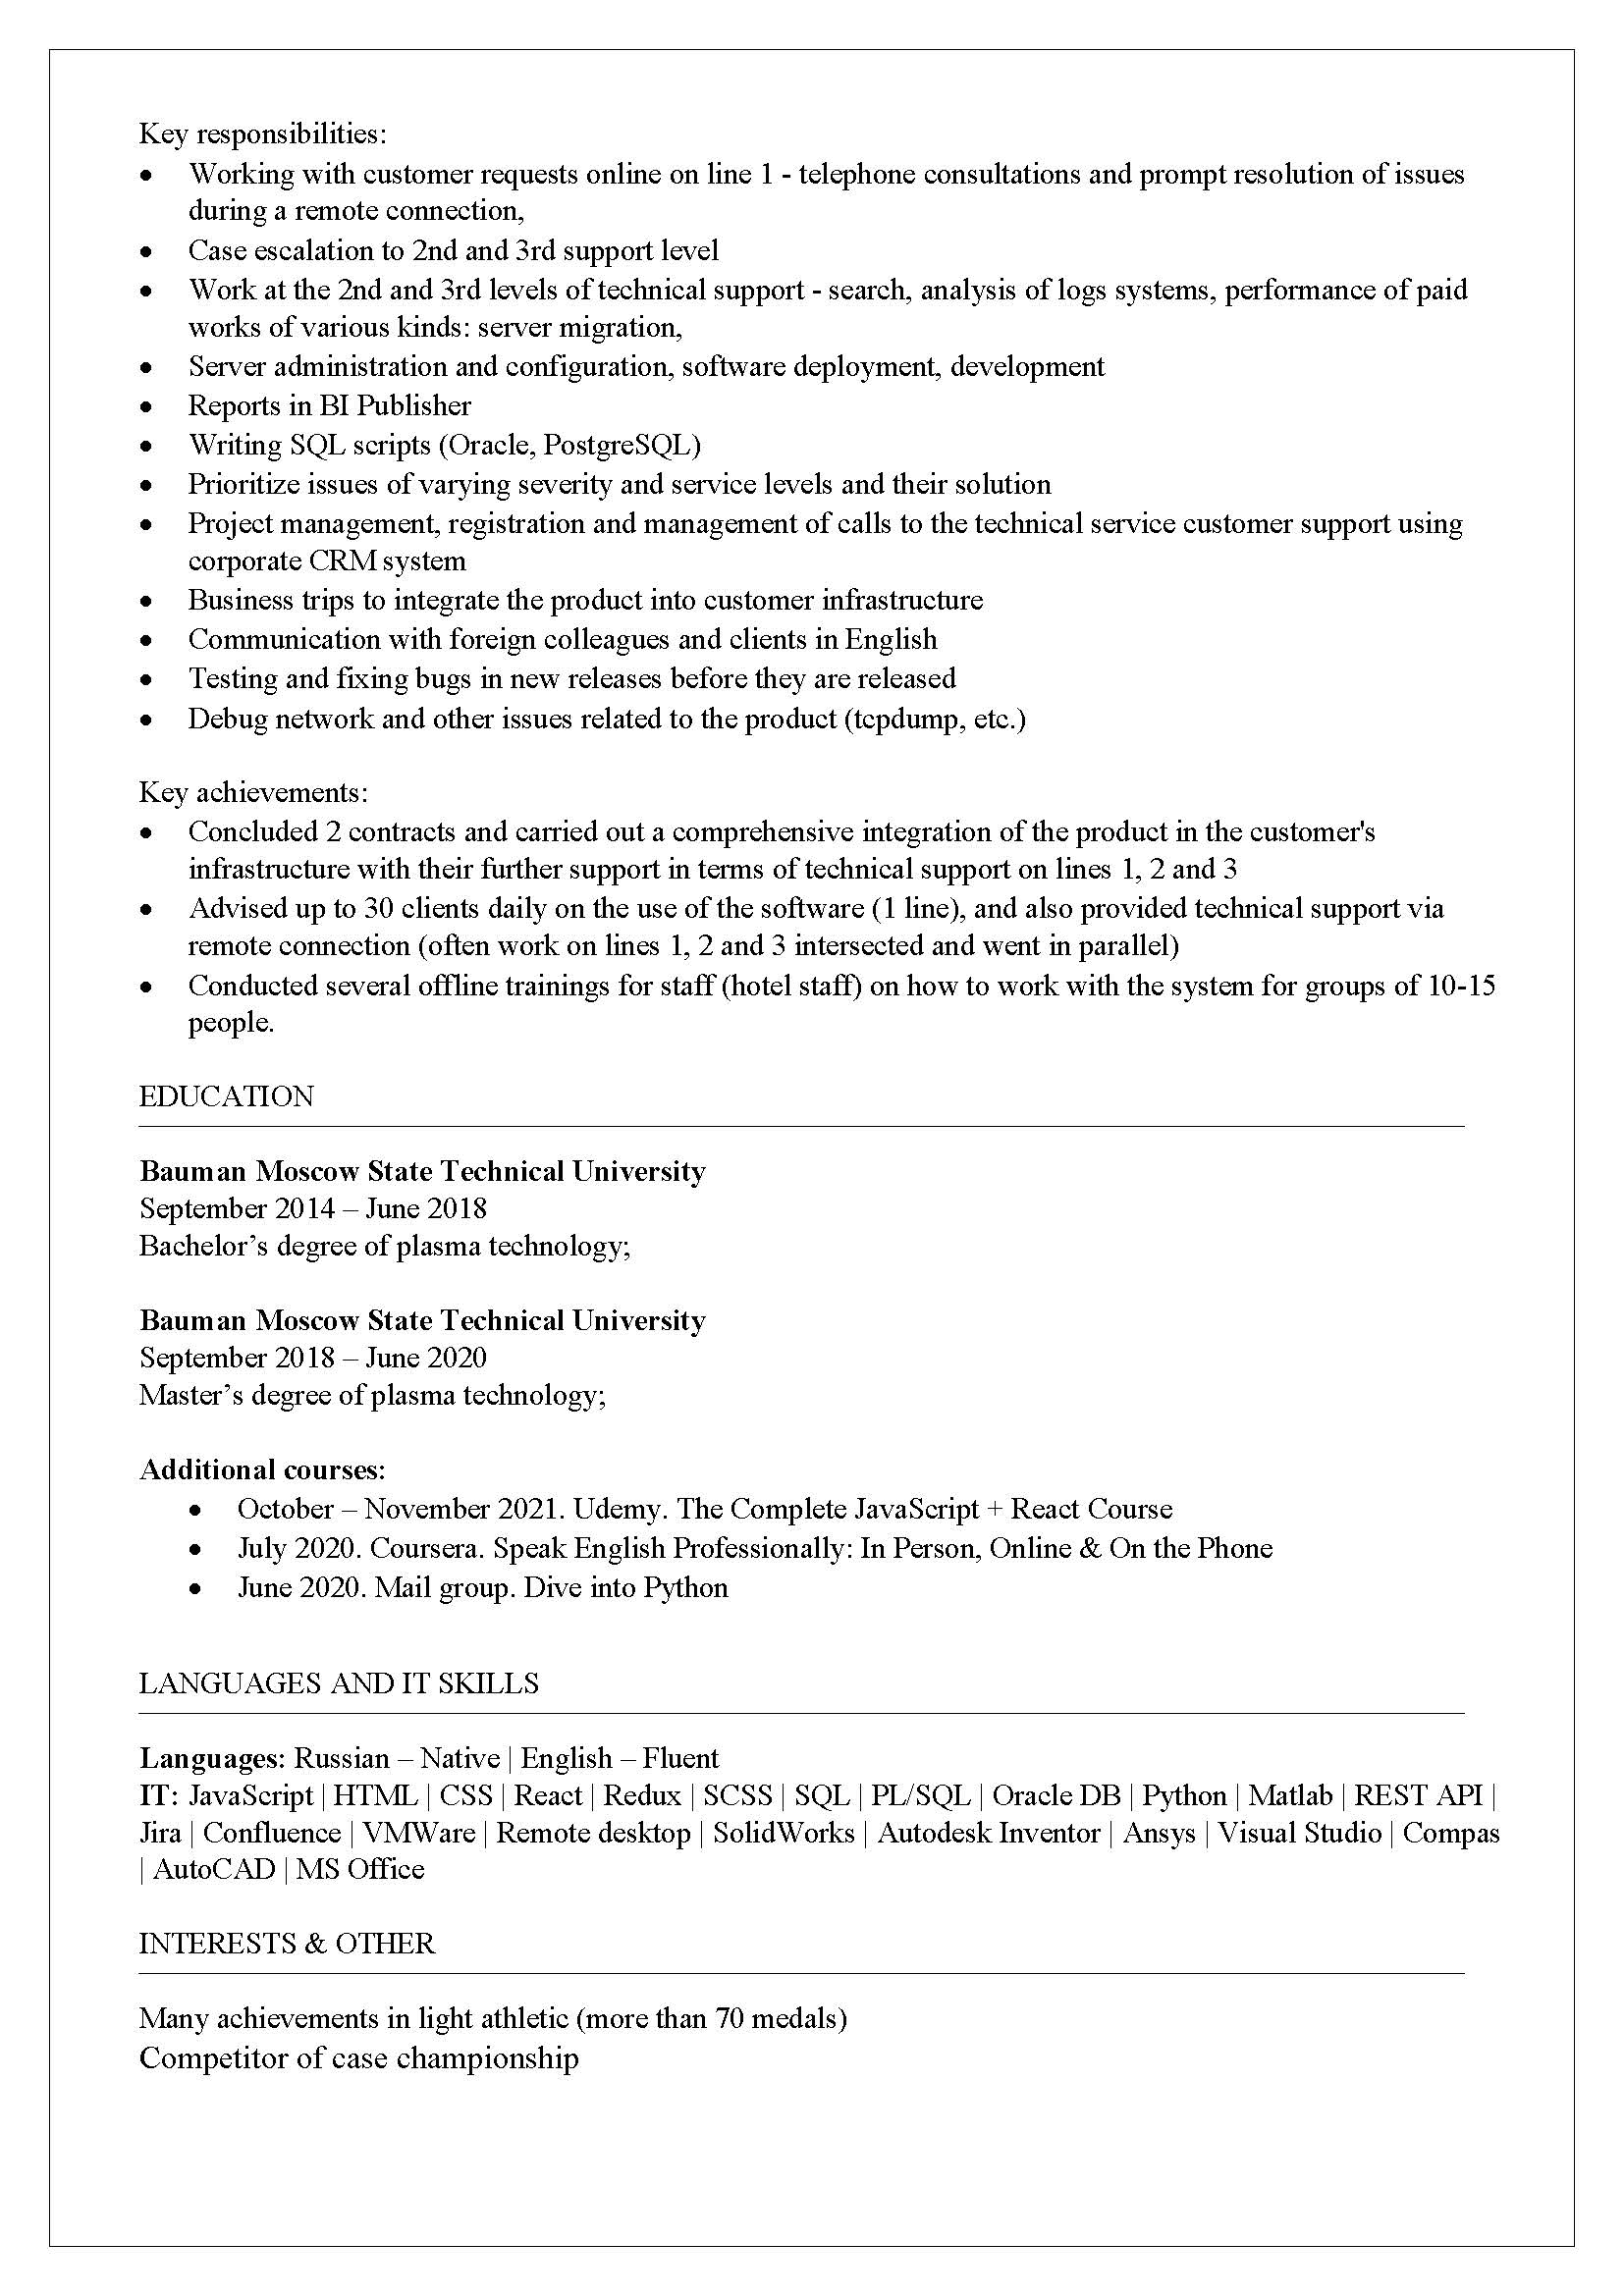 Key responsibilities:
• Working with customer requests online on line 1 - telephone consultations and prompt resolution of issues
during a remote connection,
• Case escalation to 2nd and 3rd support level
• Work at the 2nd and 3rd levels of technical support - search, analysis of logs systems, performance of paid
works of various kinds: server migration,
• Server administration and configuration, software deployment, development
• Reports in BI Publisher
• Writing SQL scripts (Oracle, PostgreSQL)
• Prioritize issues of varying severity and service levels and their solution
• Project management, registration and management of calls to the technical service customer support using
corporate CRM system
• Business trips to integrate the product into customer infrastructure
• Communication with foreign colleagues and clients in English
• Testing and fixing bugs in new releases before they are released
• Debug network and other issues related to the product (tcpdump, etc.)
Key achievements:
• Concluded 2 contracts and carried out a comprehensive integration of the product in the customer's
infrastructure with their further support in terms of technical support on lines 1, 2 and 3
• Advised up to 30 clients daily on the use of the software (1 line), and also provided technical support via
remote connection (often work on lines 1, 2 and 3 intersected and went in parallel)
• Conducted several offline trainings for staff (hotel staff) on how to work with the system for groups of 10-15
people.
EDUCATION
Bauman Moscow State Technical University
September 2014 – June 2018
Bachelor’s degree of plasma technology;
Bauman Moscow State Technical University
September 2018 – June 2020
Master’s degree of plasma technology;
Additional courses:
• October – November 2021. Udemy. The Complete JavaScript + React Course
• July 2020. Coursera. Speak English Professionally: In Person, Online & On the Phone
• June 2020. Mail group. Dive into Python
LANGUAGES AND IT SKILLS
Languages: Russian – Native | English – Fluent
IT: JavaScript | HTML | CSS | React | Redux | SCSS | SQL | PL/SQL | Oracle DB | Python | Matlab | REST API |
Jira | Confluence | VMWare | Remote desktop | SolidWorks | Autodesk Inventor | Ansys | Visual Studio | Compas
| AutoCAD | MS Office
INTERESTS & OTHER
Many achievements in light athletic (more than 70 medals)
Competitor of case championship